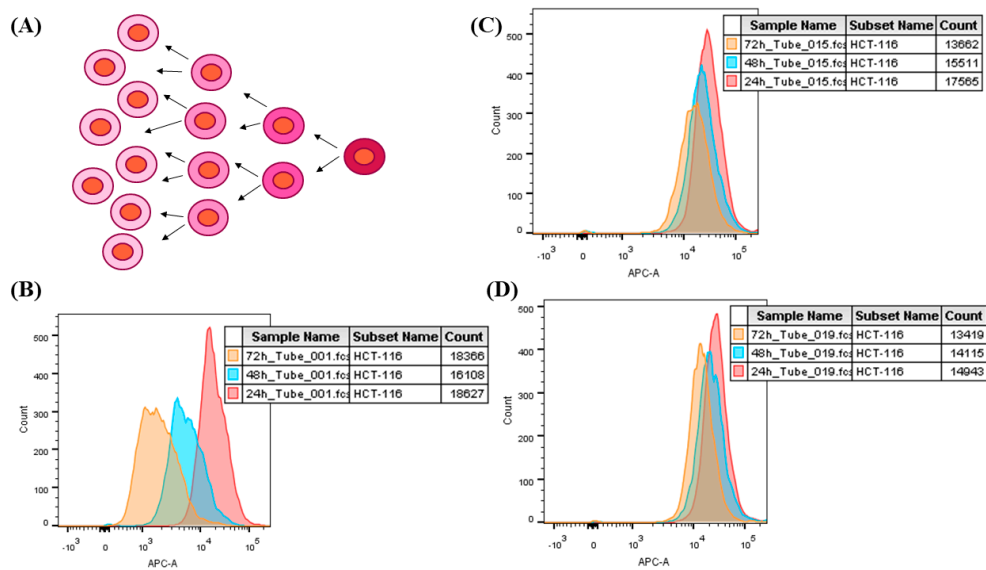 (A)
(B)
500
400
300
200
100
0
Count
-10^3 0 10^3 10^4 10^5
APC-A
Sample Name Subset Name Count
72h_Tube_001.fcs HCT-116 18366
48h_Tube_001.fcs HCT-116 16108
24h_Tube_001.fcs HCT-116 18627
(C)
500
400
300
200
100
0
Count
-10^3 0 10^3 10^4 10^5
APC-A
Sample Name Subset Name Count
72h_Tube_015.fcs HCT-116 13662
48h_Tube_015.fcs HCT-116 15511
24h_Tube_015.fcs HCT-116 17565
(D)
500
400
300
200
100
0
Count
-10^3 0 10^3 10^4 10^5
APC-A
Sample Name Subset Name Count
72h_Tube_019.fcs HCT-116 13419
48h_Tube_019.fcs HCT-116 14115
24h_Tube_019.fcs HCT-116 14943